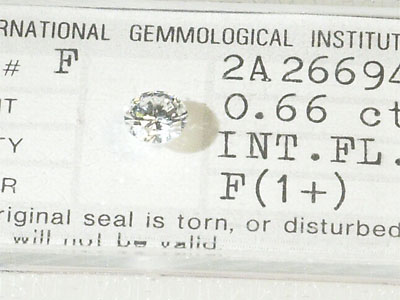 RNATIONAL GEMMOLOGICAL INSTITUT
# F 2A26694
T 0.66 ct
TY INT.FL.
R F(1+)
riginal seal is torn, or disturbed
will not be valid